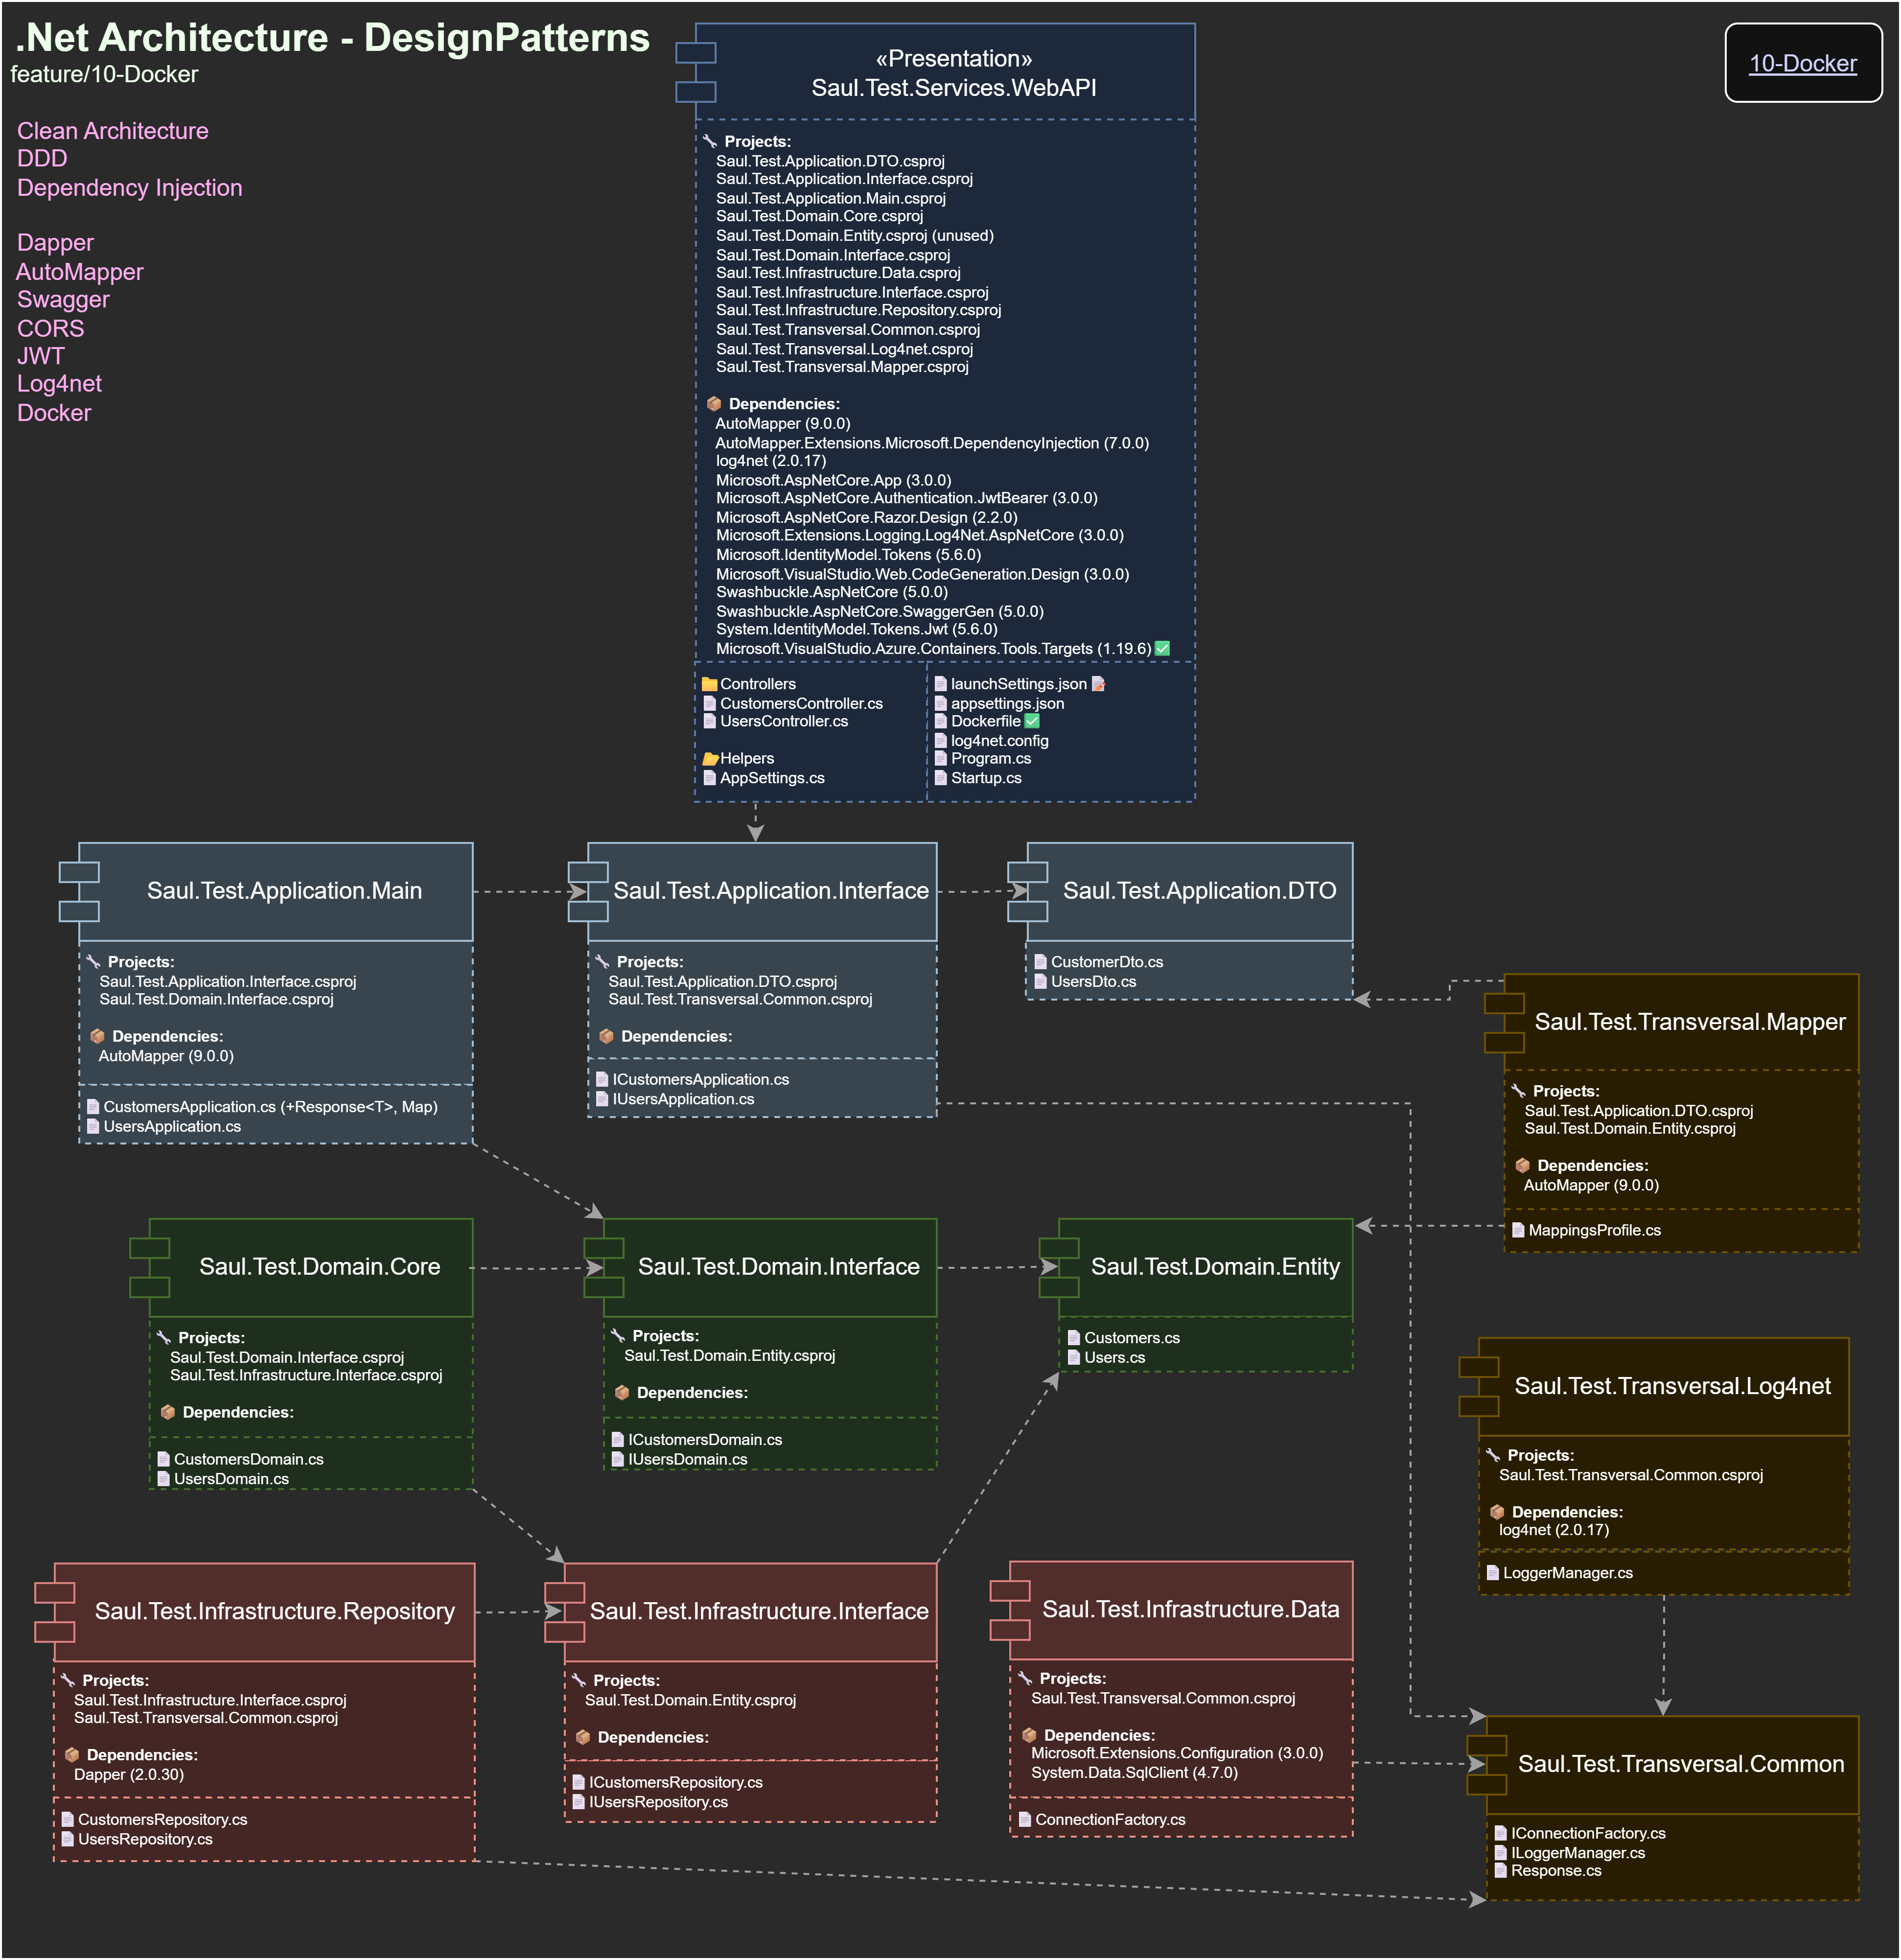 .Net Architecture - DesignPatterns
feature/10-Docker
Clean Architecture
DDD
Dependency Injection
Dapper
AutoMapper
Swagger
CORS
JWT
Log4net
Docker
10-Docker
«Presentation»
Saul.Test.Services.WebAPI
Projects:
Saul.Test.Application.DTO.csproj
Saul.Test.Application.Interface.csproj
Saul.Test.Application.Main.csproj
Saul.Test.Domain.Core.csproj
Saul.Test.Domain.Entity.csproj (unused)
Saul.Test.Domain.Interface.csproj
Saul.Test.Infrastructure.Data.csproj
Saul.Test.Infrastructure.Interface.csproj
Saul.Test.Infrastructure.Repository.csproj
Saul.Test.Transversal.Common.csproj
Saul.Test.Transversal.Log4net.csproj
Saul.Test.Transversal.Mapper.csproj
Dependencies:
AutoMapper (9.0.0)
AutoMapper.Extensions.Microsoft.DependencyInjection (7.0.0)
log4net (2.0.17)
Microsoft.AspNetCore.App (3.0.0)
Microsoft.AspNetCore.Authentication.JwtBearer (3.0.0)
Microsoft.AspNetCore.Razor.Design (2.2.0)
Microsoft.Extensions.Logging.Log4Net.AspNetCore (3.0.0)
Microsoft.IdentityModel.Tokens (5.6.0)
Microsoft.VisualStudio.Web.CodeGeneration.Design (3.0.0)
Swashbuckle.AspNetCore (5.0.0)
Swashbuckle.AspNetCore.SwaggerGen (5.0.0)
System.IdentityModel.Tokens.Jwt (5.6.0)
Microsoft.VisualStudio.Azure.Containers.Tools.Targets (1.19.6)
Controllers
CustomersController.cs
UsersController.cs
Helpers
AppSettings.cs
launchSettings.json
appsettings.json
Dockerfile
log4net.config
Program.cs
Startup.cs
Saul.Test.Application.Main
Projects:
Saul.Test.Application.Interface.csproj
Saul.Test.Domain.Interface.csproj
Dependencies:
AutoMapper (9.0.0)
CustomersApplication.cs (+Response<T>, Map)
UsersApplication.cs
Saul.Test.Application.Interface
Projects:
Saul.Test.Application.DTO.csproj
Saul.Test.Transversal.Common.csproj
Dependencies:
ICustomersApplication.cs
IUsersApplication.cs
Saul.Test.Application.DTO
CustomerDto.cs
UsersDto.cs
Saul.Test.Transversal.Mapper
Projects:
Saul.Test.Application.DTO.csproj
Saul.Test.Domain.Entity.csproj
Dependencies:
AutoMapper (9.0.0)
MappingsProfile.cs
Saul.Test.Domain.Core
Projects:
Saul.Test.Domain.Interface.csproj
Saul.Test.Infrastructure.Interface.csproj
Dependencies:
CustomersDomain.cs
UsersDomain.cs
Saul.Test.Domain.Interface
Projects:
Saul.Test.Domain.Entity.csproj
Dependencies:
ICustomersDomain.cs
IUsersDomain.cs
Saul.Test.Domain.Entity
Customers.cs
Users.cs
Saul.Test.Transversal.Log4net
Projects:
Saul.Test.Transversal.Common.csproj
Dependencies:
log4net (2.0.17)
LoggerManager.cs
Saul.Test.Infrastructure.Repository
Projects:
Saul.Test.Infrastructure.Interface.csproj
Saul.Test.Transversal.Common.csproj
Dependencies:
Dapper (2.0.30)
CustomersRepository.cs
UsersRepository.cs
Saul.Test.Infrastructure.Interface
Projects:
Saul.Test.Domain.Entity.csproj
Dependencies:
ICustomersRepository.cs
IUsersRepository.cs
Saul.Test.Infrastructure.Data
Projects:
Saul.Test.Transversal.Common.csproj
Dependencies:
Microsoft.Extensions.Configuration (3.0.0)
System.Data.SqlClient (4.7.0)
ConnectionFactory.cs
Saul.Test.Transversal.Common
IConnectionFactory.cs
ILoggerManager.cs
Response.cs